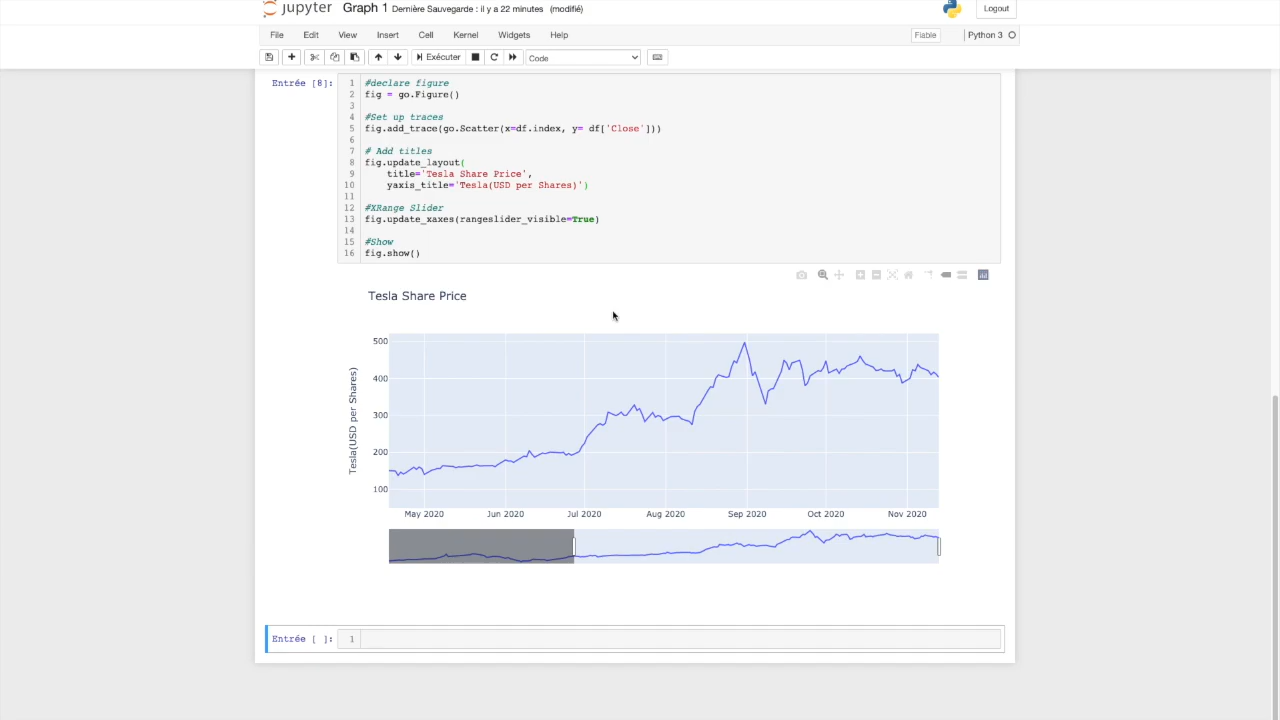 jupyter Graph 1 Dernière Sauvegarde : il y a 22 minutes (modifié) Logout
File Edit View Insert Cell Kernel Widgets Help Fiable Python 3
Exécuter Code
Entrée [8]:
1 #declare figure
2 fig = go.Figure()
3
4 #Set up traces
5 fig.add_trace(go.Scatter(x=df.index, y= df['Close']))
6
7 # Add titles
8 fig.update_layout(
9 title='Tesla Share Price',
10 yaxis_title='Tesla(USD per Shares)')
11
12 #XRange Slider
13 fig.update_xaxes(rangeslider_visible=True)
14
15 #Show
16 fig.show()
Tesla Share Price
Tesla(USD per Shares)
500
400
300
200
100
May 2020 Jun 2020 Jul 2020 Aug 2020 Sep 2020 Oct 2020 Nov 2020
Entrée [ ]: 1